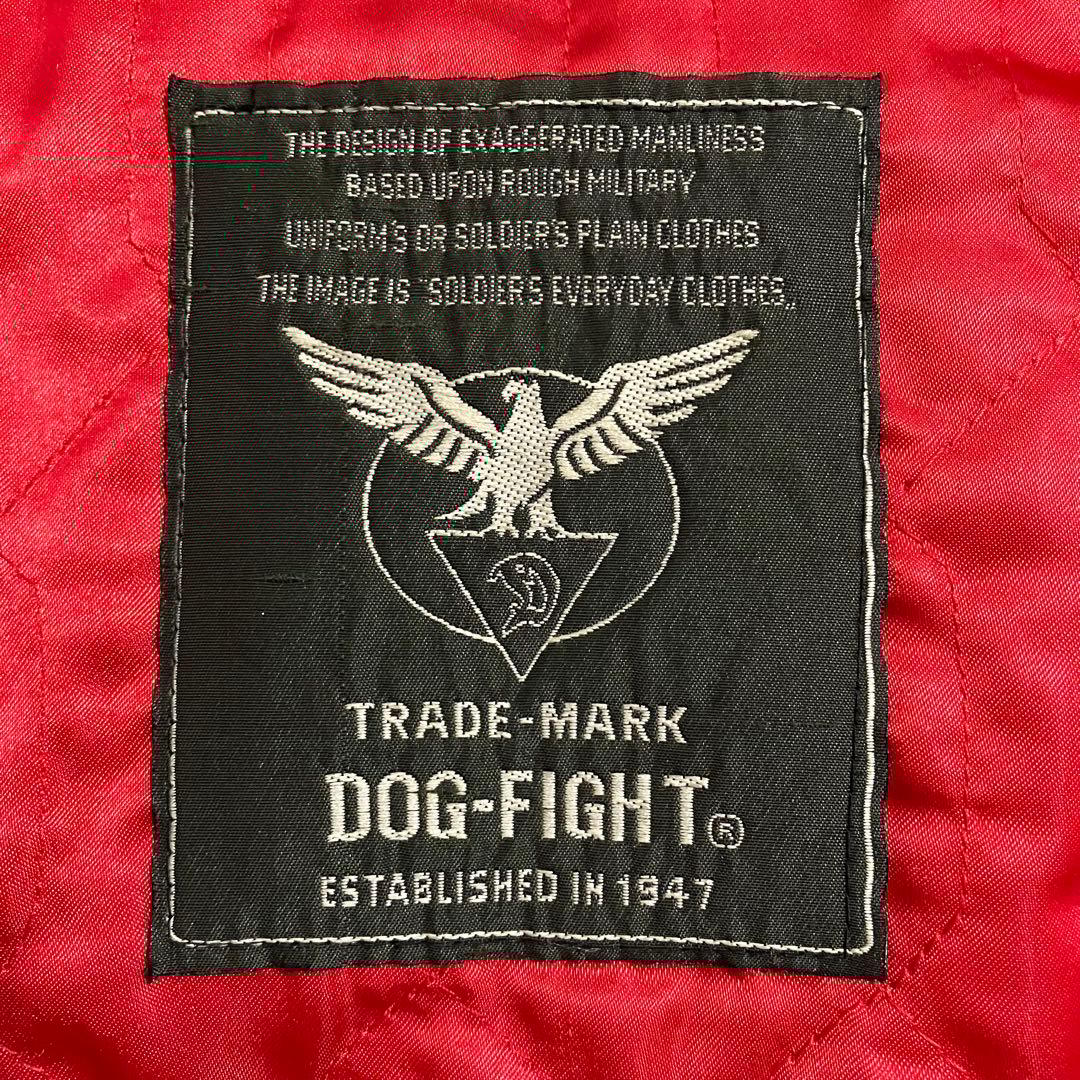 THE DESIGN OF EXAGGERATED MANLINESS
BASED UPON ROUGH MILITARY
UNIFORM'S OR SOLDIER'S PLAIN CLOTHES
THE IMAGE IS "SOLDIER'S EVERYDAY CLOTHES„
TRADE-MARK
DOG-FIGHT®
ESTABLISHED IN 1947